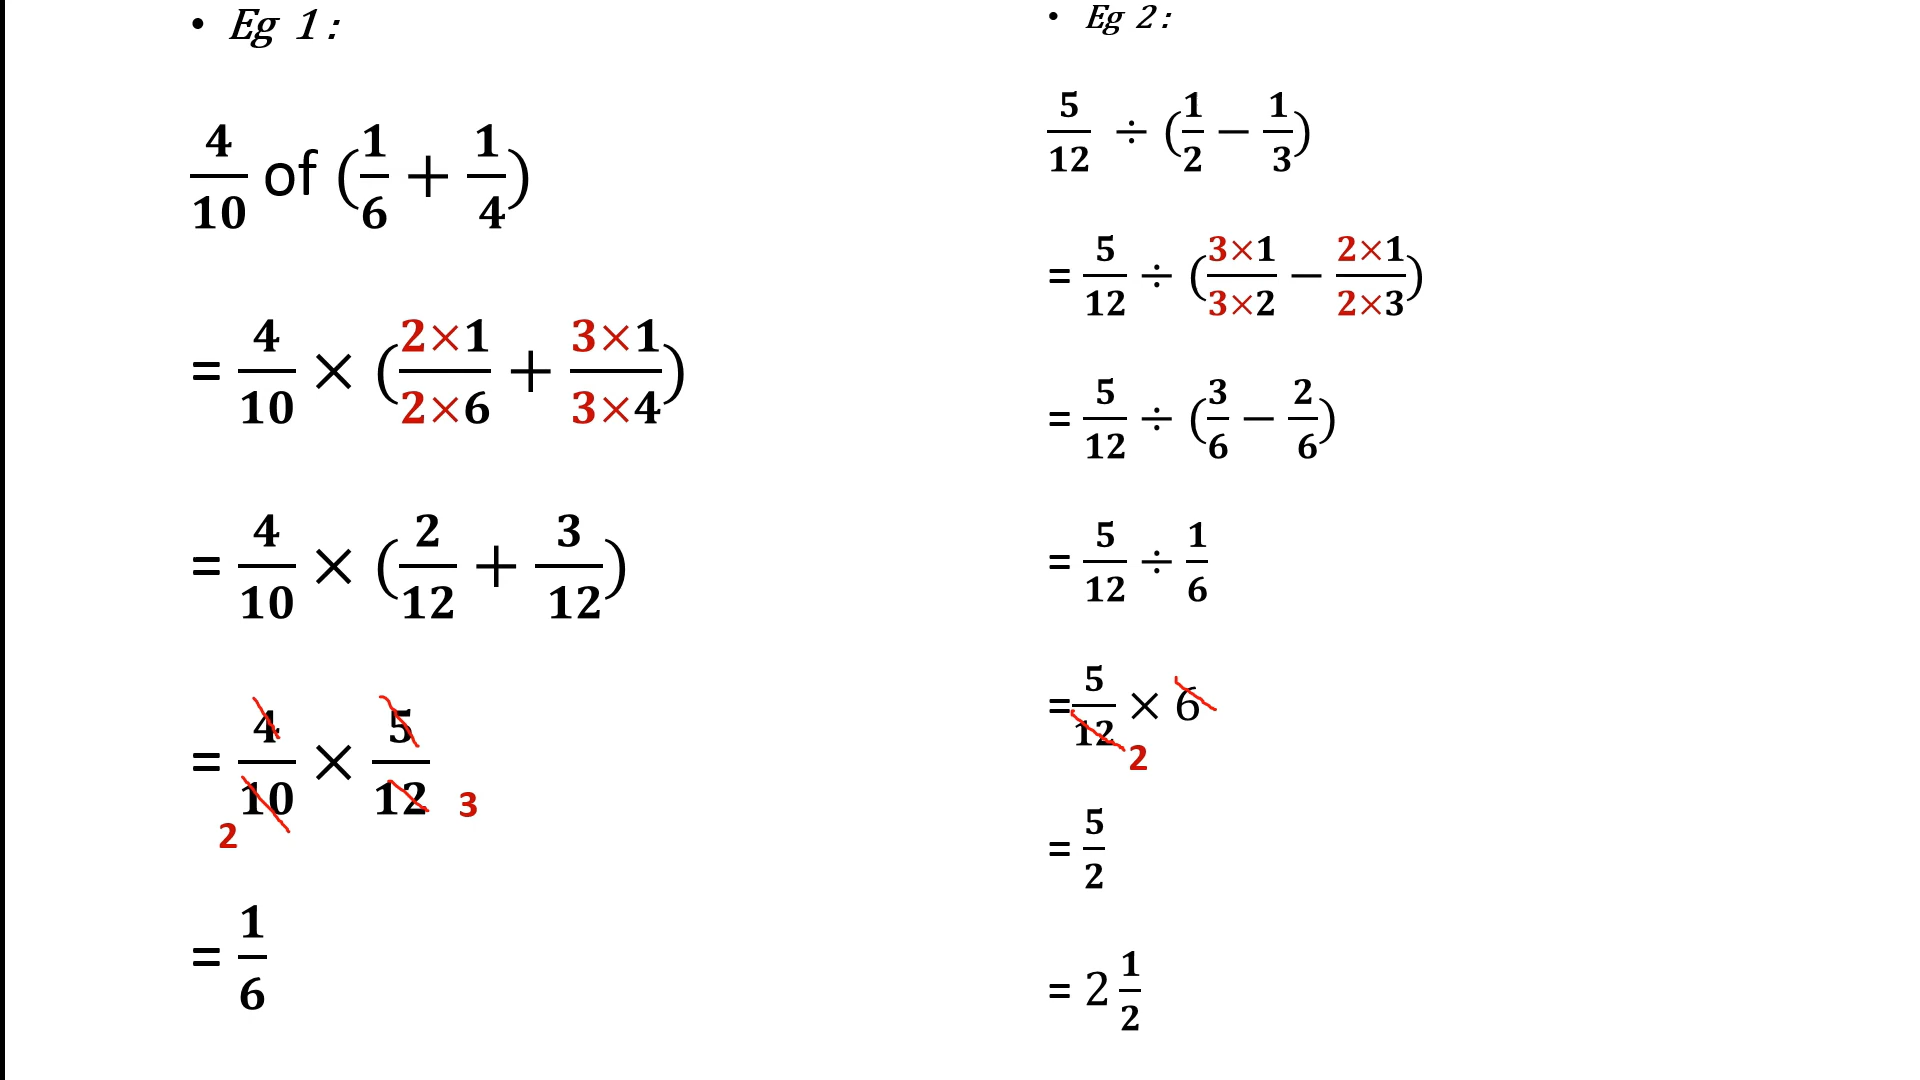 • Eg 1 :
4/10 of (1/6 + 1/4)
= 4/10 × (2×1/2×6 + 3×1/3×4)
= 4/10 × (2/12 + 3/12)
= 4/10 × 5/12
2 3
= 1/6
• Eg 2 :
5/12 ÷ (1/2 − 1/3)
= 5/12 ÷ (3×1/3×2 − 2×1/2×3)
= 5/12 ÷ (3/6 − 2/6)
= 5/12 ÷ 1/6
= 5/12 × 6
2
= 5/2
= 2 1/2